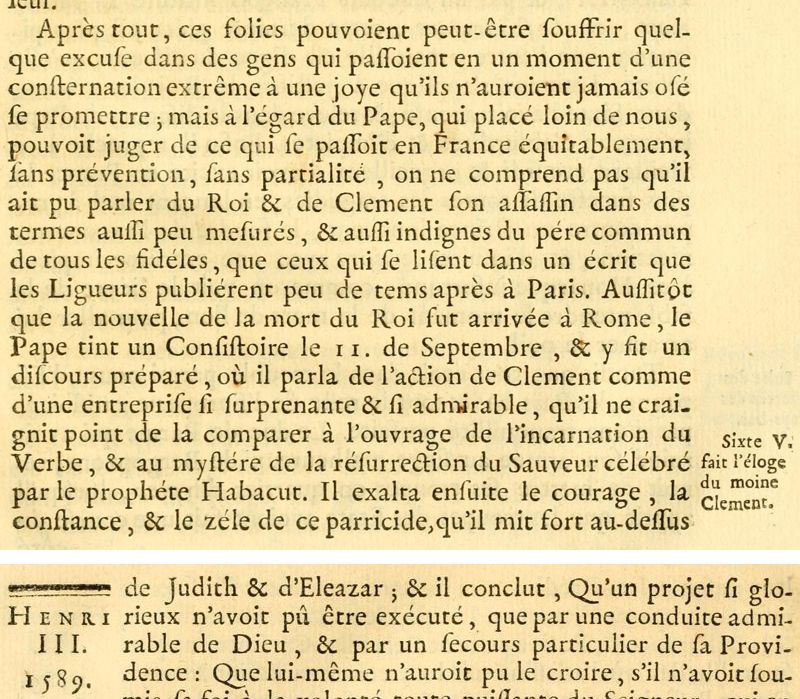 Après tout, ces folies pouvoient peut-être ſouffrir quel-
que excuſe dans des gens qui paſſoient en un moment d'une
conſternation extrême à une joye qu'ils n'auroient jamais oſé
ſe promettre ; mais à l'égard du Pape, qui placé loin de nous,
pouvoit juger de ce qui ſe paſſoit en France équitablement,
ſans prévention, ſans partialité , on ne comprend pas qu'il
ait pu parler du Roi & de Clement ſon aſſaſſin dans des
termes auſſi peu meſurés, & auſſi indignes du pére commun
de tous les fidéles, que ceux qui ſe liſent dans un écrit que
les Ligueurs publiérent peu de tems après à Paris. Auſſitôt
que la nouvelle de la mort du Roi fut arrivée à Rome, le
Pape tint un Conſiſtoire le 11. de Septembre , & y fit un
diſcours préparé, où il parla de l'action de Clement comme
d'une entrepriſe ſi ſurprenante & ſi admirable, qu'il ne crai-
gnit point de la comparer à l'ouvrage de l'incarnation du
Verbe, & au myſtére de la réſurrection du Sauveur célébré
par le prophéte Habacut. Il exalta enſuite le courage , la
conſtance, & le zéle de ce parricide, qu'il mit fort au-deſſus
Sixte V.
fait l'éloge
du moine
Clement.
HENRI
III.
1589.
de Judith & d'Eleazar ; & il conclut , Qu'un projet ſi glo-
rieux n'avoit pû être exécuté, que par une conduite admi-
rable de Dieu , & par un ſecours particulier de ſa Provi-
dence : Que lui-même n'auroit pu le croire, s'il n'avoit ſou-